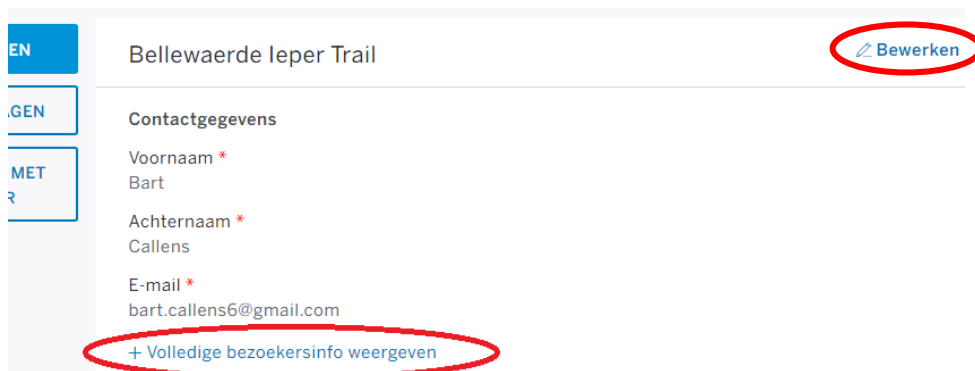 EN
Bellewaerde Ieper Trail
Bewerken
GEN
Contactgegevens
MET
R
Voornaam *
Bart
Achternaam *
Callens
E-mail *
bart.callens6@gmail.com
+ Volledige bezoekersinfo weergeven